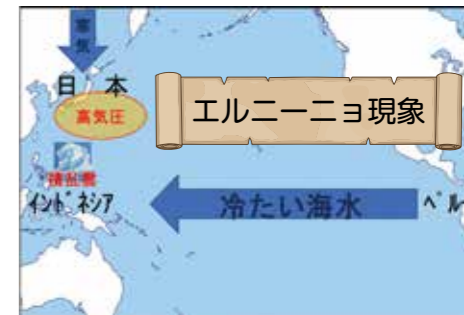 寒気
日本
高気圧
エルニーニョ現象
積乱雲
インドネシア
冷たい海水
ペル